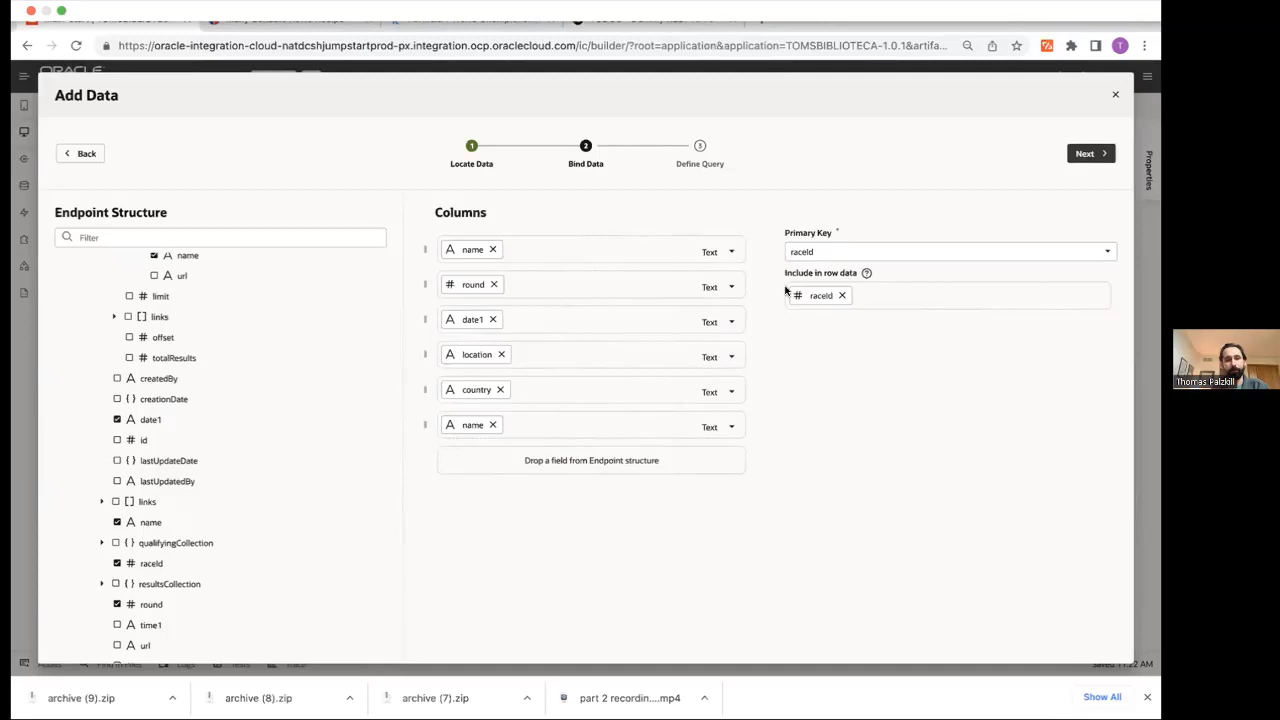 https://oracle-integration-cloud-natdcshjumpstartprod-px.integration.ocp.oraclecloud.com/ic/builder/?root=application&application=TOMSBIBLIOTECA-1.0.1&artifa...
T
Add Data
Back
1
2
3
Locate Data
Bind Data
Define Query
Next
Properties
Endpoint Structure
Filter
name
url
limit
links
offset
totalResults
createdBy
creationDate
date1
id
lastUpdateDate
lastUpdatedBy
links
name
qualifyingCollection
raceId
resultsCollection
round
time1
url
Columns
name Text
round Text
date1 Text
location Text
country Text
name Text
Drop a field from Endpoint structure
Primary Key *
raceId
Include in row data
raceId
Thomas Palzkill
archive (9).zip
archive (8).zip
archive (7).zip
part 2 recordin....mp4
Show All